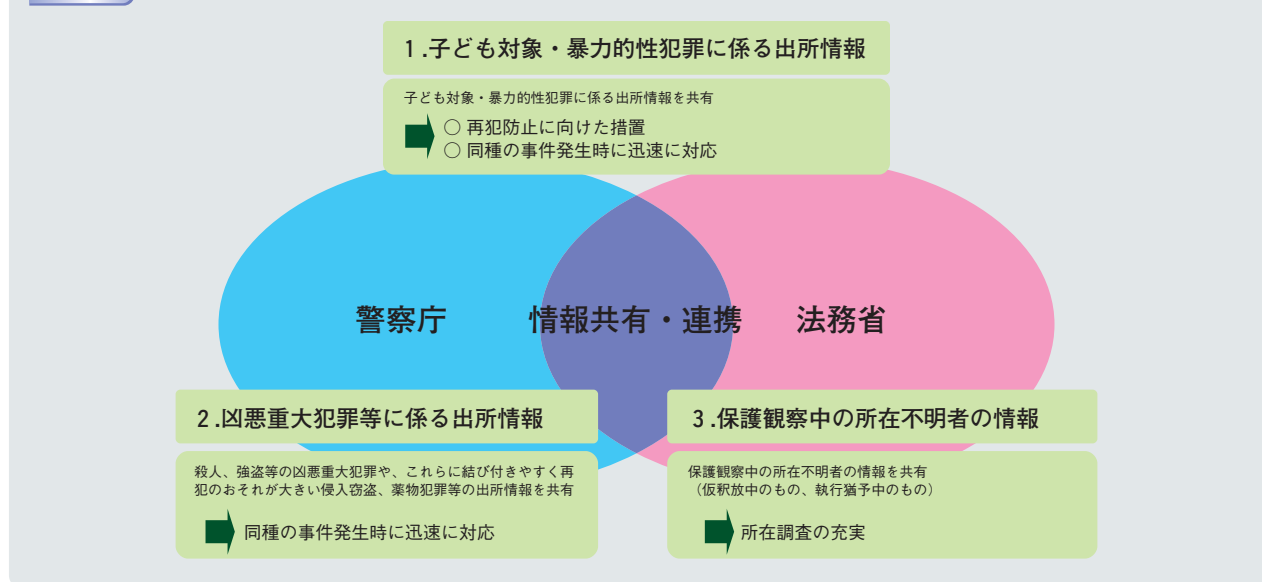 1.子ども対象・暴力的性犯罪に係る出所情報
子ども対象・暴力的性犯罪に係る出所情報を共有
○ 再犯防止に向けた措置
○ 同種の事件発生時に迅速に対応
警察庁
情報共有・連携
法務省
2.凶悪重大犯罪等に係る出所情報
殺人、強盗等の凶悪重大犯罪や、これらに結び付きやすく再
犯のおそれが大きい侵入窃盗、薬物犯罪等の出所情報を共有
同種の事件発生時に迅速に対応
3.保護観察中の所在不明者の情報
保護観察中の所在不明者の情報を共有
（仮釈放中のもの、執行猶予中のもの）
所在調査の充実